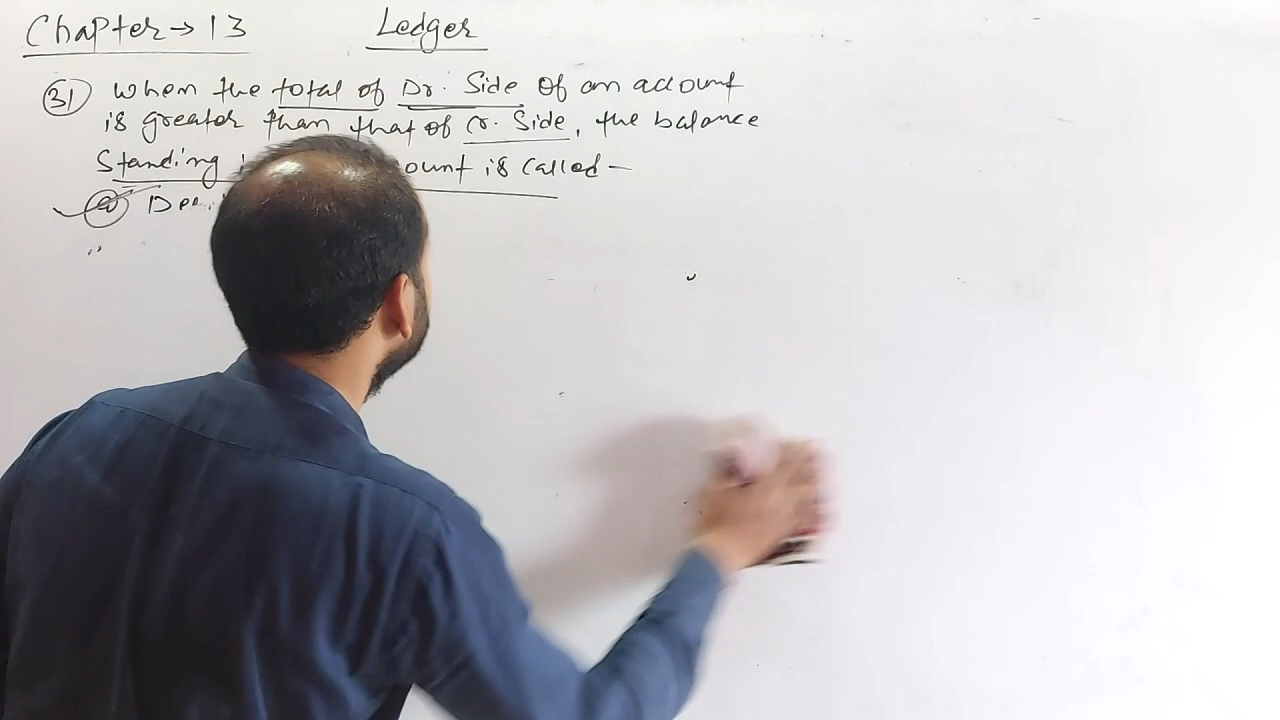 Chapter → 13 Ledger
(31) When the total of Dr. Side of an account
is greater than that of Cr. Side, the balance
Standing ount is called —
(a)